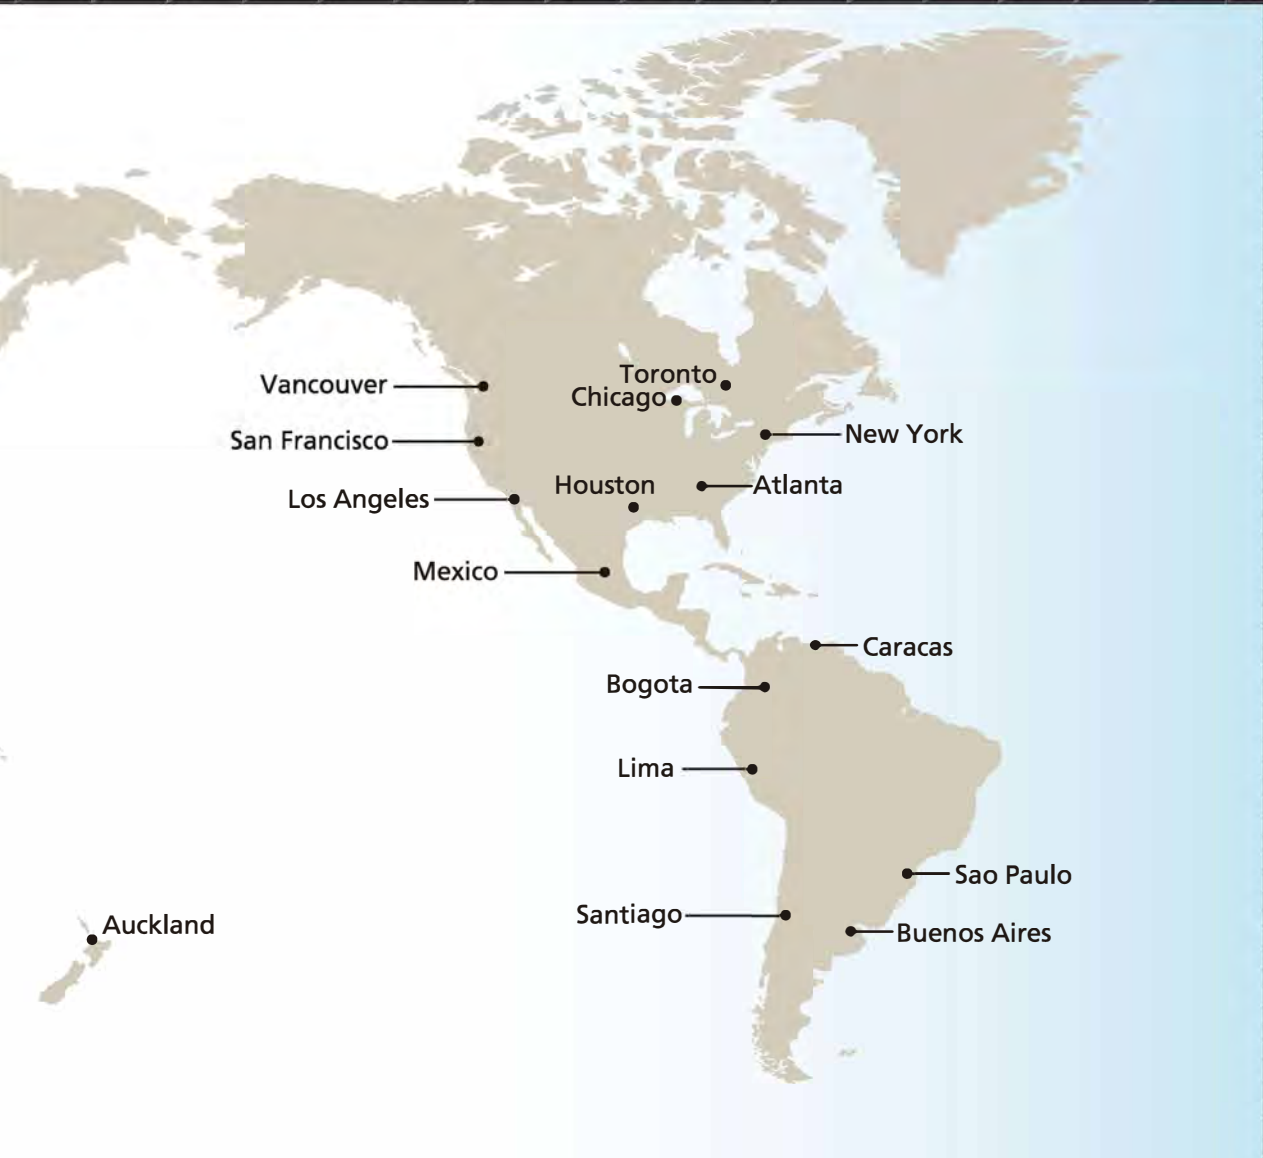 Toronto
Vancouver
Chicago
New York
San Francisco
Houston
Atlanta
Los Angeles
Mexico
Caracas
Bogota
Lima
Sao Paulo
Santiago
Auckland
Buenos Aires